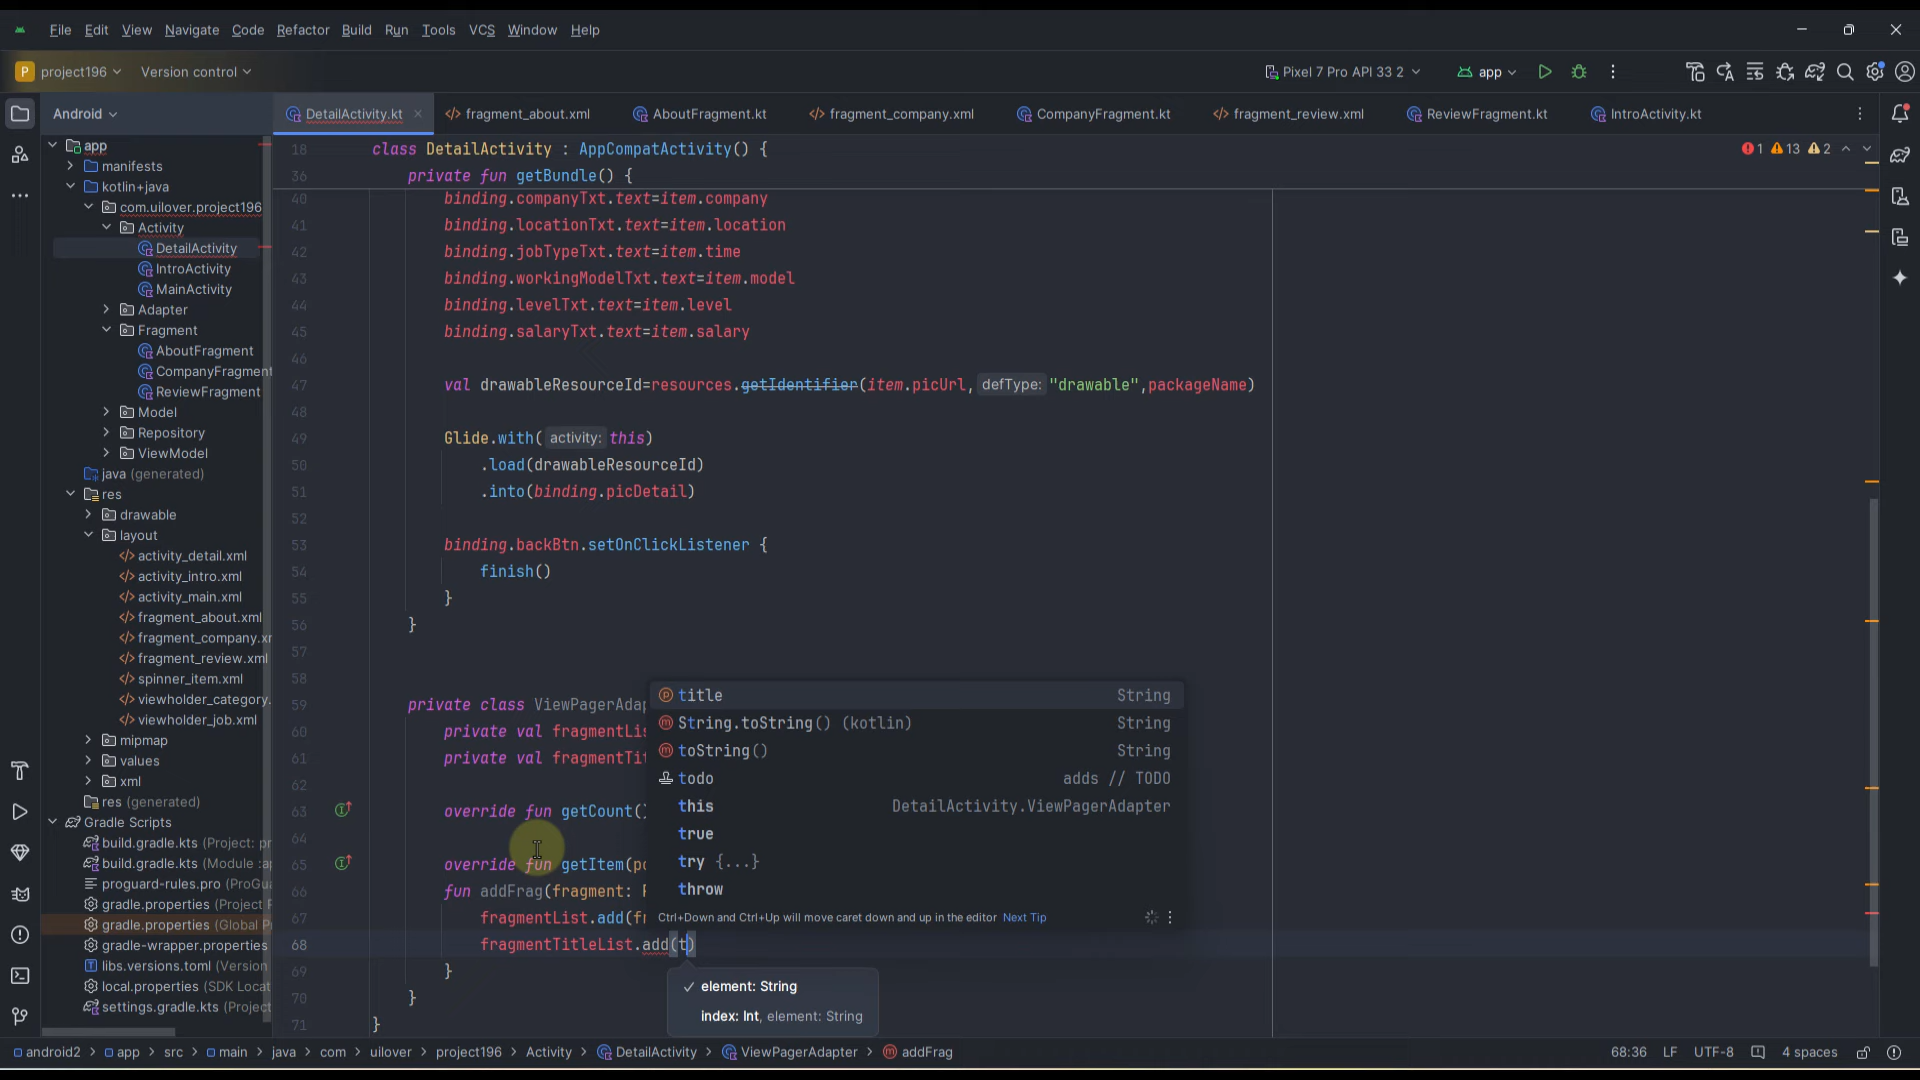 File Edit View Navigate Code Refactor Build Run Tools VCS Window Help
P project196 Version control Pixel 7 Pro API 33 2 app
Android DetailActivity.kt fragment_about.xml AboutFragment.kt fragment_company.xml CompanyFragment.kt fragment_review.xml ReviewFragment.kt IntroActivity.kt
app
manifests
kotlin+java
com.uilover.project196
Activity
DetailActivity
IntroActivity
MainActivity
Adapter
Fragment
AboutFragment
CompanyFragment
ReviewFragment
Model
Repository
ViewModel
java (generated)
res
drawable
layout
activity_detail.xml
activity_intro.xml
activity_main.xml
fragment_about.xml
fragment_company.xr
fragment_review.xml
spinner_item.xml
viewholder_category.
viewholder_job.xml
mipmap
values
xml
res (generated)
Gradle Scripts
build.gradle.kts (Project: pr
build.gradle.kts (Module :ap
proguard-rules.pro (ProGua
gradle.properties (Project P
gradle.properties (Global P
gradle-wrapper.properties
libs.versions.toml (Version
local.properties (SDK Locat
settings.gradle.kts (Project
18 class DetailActivity : AppCompatActivity() {
1 13 2
36 private fun getBundle() {
40 binding.companyTxt.text=item.company
41 binding.locationTxt.text=item.location
42 binding.jobTypeTxt.text=item.time
43 binding.workingModelTxt.text=item.model
44 binding.levelTxt.text=item.level
45 binding.salaryTxt.text=item.salary
46
47 val drawableResourceId=resources.getIdentifier(item.picUrl, defType: "drawable",packageName)
48
49 Glide.with( activity: this)
50 .load(drawableResourceId)
51 .into(binding.picDetail)
52
53 binding.backBtn.setOnClickListener {
54 finish()
55 }
56 }
57
58
59 private class ViewPagerAdap
60 private val fragmentLis
61 private val fragmentTit
62
63 override fun getCount()
64
65 override fun getItem(po
66 fun addFrag(fragment: F
67 fragmentList.add(fr
68 fragmentTitleList.add(t)
69 }
70 }
71 }
title String
String.toString() (kotlin) String
toString() String
todo adds // TODO
this DetailActivity.ViewPagerAdapter
true
try {...}
throw
Ctrl+Down and Ctrl+Up will move caret down and up in the editor Next Tip
element: String
index: Int, element: String
android2 > app > src > main > java > com > uilover > project196 > Activity > DetailActivity > ViewPagerAdapter > addFrag 68:36 LF UTF-8 4 spaces